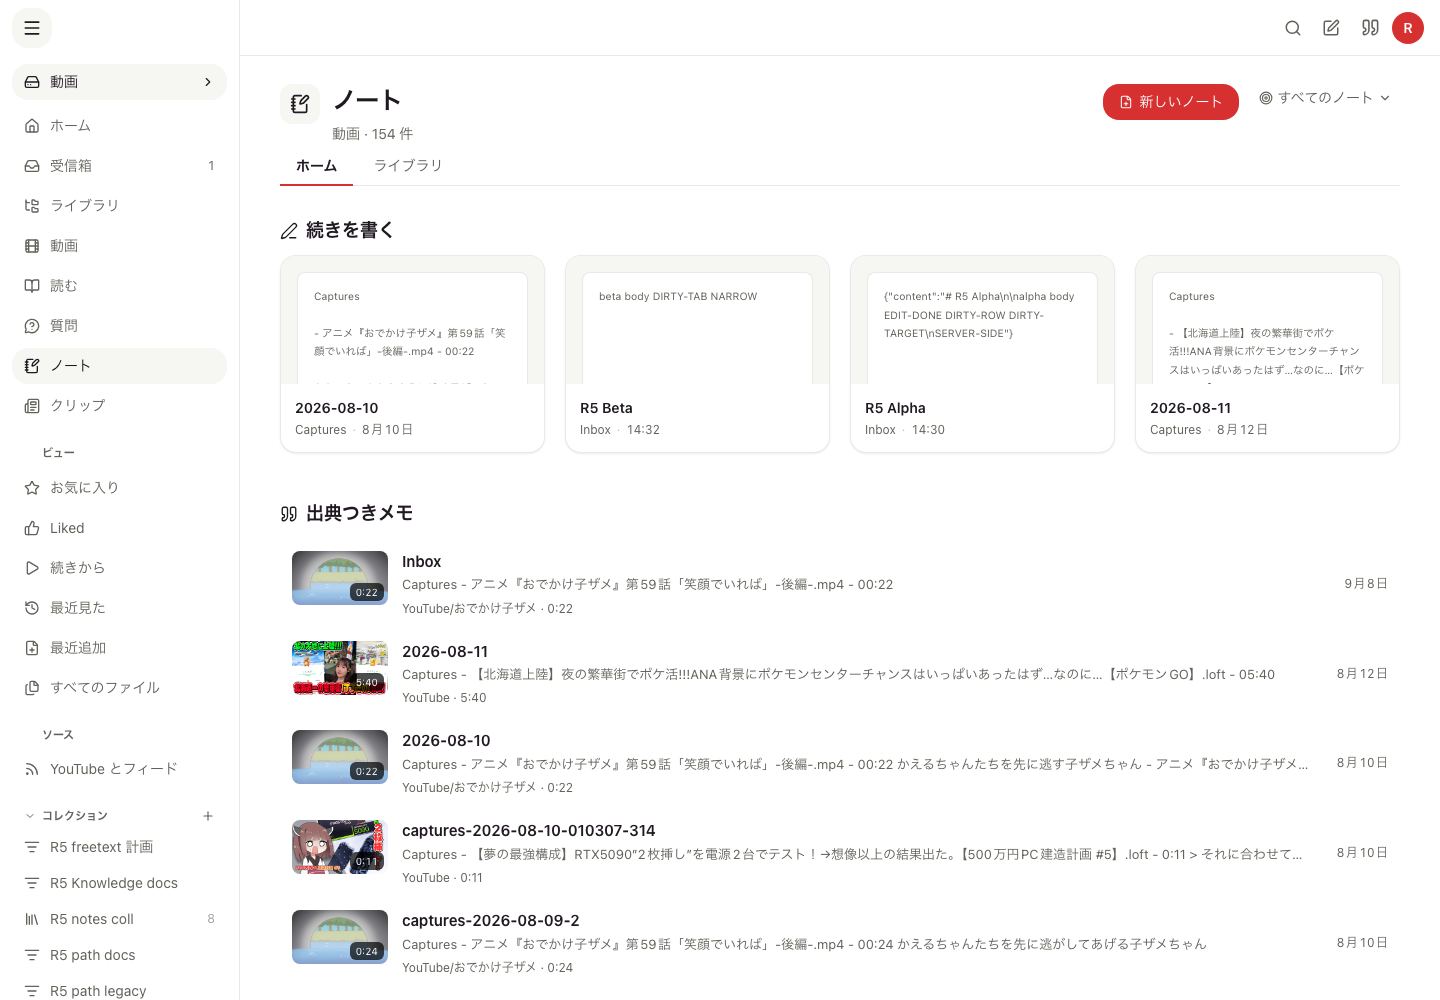 動画
ホーム
受信箱 1
ライブラリ
動画
読む
質問
ノート
クリップ
ビュー
お気に入り
Liked
続きから
最近見た
最近追加
すべてのファイル
ソース
YouTube とフィード
コレクション
R5 freetext 計画
R5 Knowledge docs
R5 notes coll 8
R5 path docs
R5 path legacy
R
ノート
動画 · 154 件
新しいノート
すべてのノート
ホーム ライブラリ
続きを書く
Captures
- アニメ『おでかけ子ザメ』第59話「笑
顔でいれば」-後編-.mp4 - 00:22
2026-08-10
Captures · 8月10日
beta body DIRTY-TAB NARROW
R5 Beta
Inbox · 14:32
{"content":"# R5 Alpha\n\nalpha body
EDIT-DONE DIRTY-ROW DIRTY-
TARGET\nSERVER-SIDE"}
R5 Alpha
Inbox · 14:30
Captures
- 【北海道上陸】夜の繁華街でポケ
活!!!ANA背景にポケモンセンターチャン
スはいっぱいあったはず...なのに...【ポケ
2026-08-11
Captures · 8月12日
出典つきメモ
0:22
Inbox
Captures - アニメ『おでかけ子ザメ』第59話「笑顔でいれば」-後編-.mp4 - 00:22
YouTube/おでかけ子ザメ · 0:22
9月8日
5:40
2026-08-11
Captures - 【北海道上陸】夜の繁華街でポケ活!!!ANA背景にポケモンセンターチャンスはいっぱいあったはず...なのに...【ポケモンGO】.loft - 05:40
YouTube · 5:40
8月12日
0:22
2026-08-10
Captures - アニメ『おでかけ子ザメ』第59話「笑顔でいれば」-後編-.mp4 - 00:22 かえるちゃんたちを先に逃す子ザメちゃん - アニメ『おでかけ子ザメ...
YouTube/おでかけ子ザメ · 0:22
8月10日
0:11
captures-2026-08-10-010307-314
Captures - 【夢の最強構成】RTX5090"2枚挿し"を電源2台でテスト！→想像以上の結果出た。【500万円PC建造計画 #5】.loft - 0:11 > それに合わせて...
YouTube · 0:11
8月10日
0:24
captures-2026-08-09-2
Captures - アニメ『おでかけ子ザメ』第59話「笑顔でいれば」-後編-.mp4 - 00:24 かえるちゃんたちを先に逃がしてあげる子ザメちゃん
YouTube/おでかけ子ザメ · 0:24
8月10日